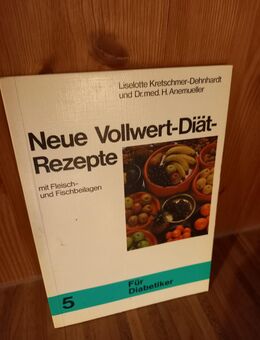 Liselotte Kretschmer-Dehnhardt
und Dr. med. H. Anemueller
Neue Vollwert-Diät-
Rezepte
mit Fleisch-
und Fischbeilagen
5
Für
Diabetiker